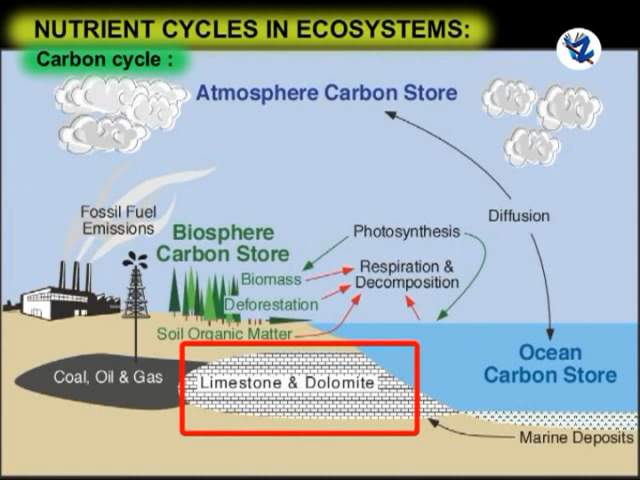 NUTRIENT CYCLES IN ECOSYSTEMS:
Carbon cycle :
Atmosphere Carbon Store
Fossil Fuel
Emissions
Biosphere
Carbon Store
Photosynthesis
Diffusion
Biomass
Respiration &
Decomposition
Deforestation
Soil Organic Matter
Coal, Oil & Gas
Limestone & Dolomite
Ocean
Carbon Store
Marine Deposits